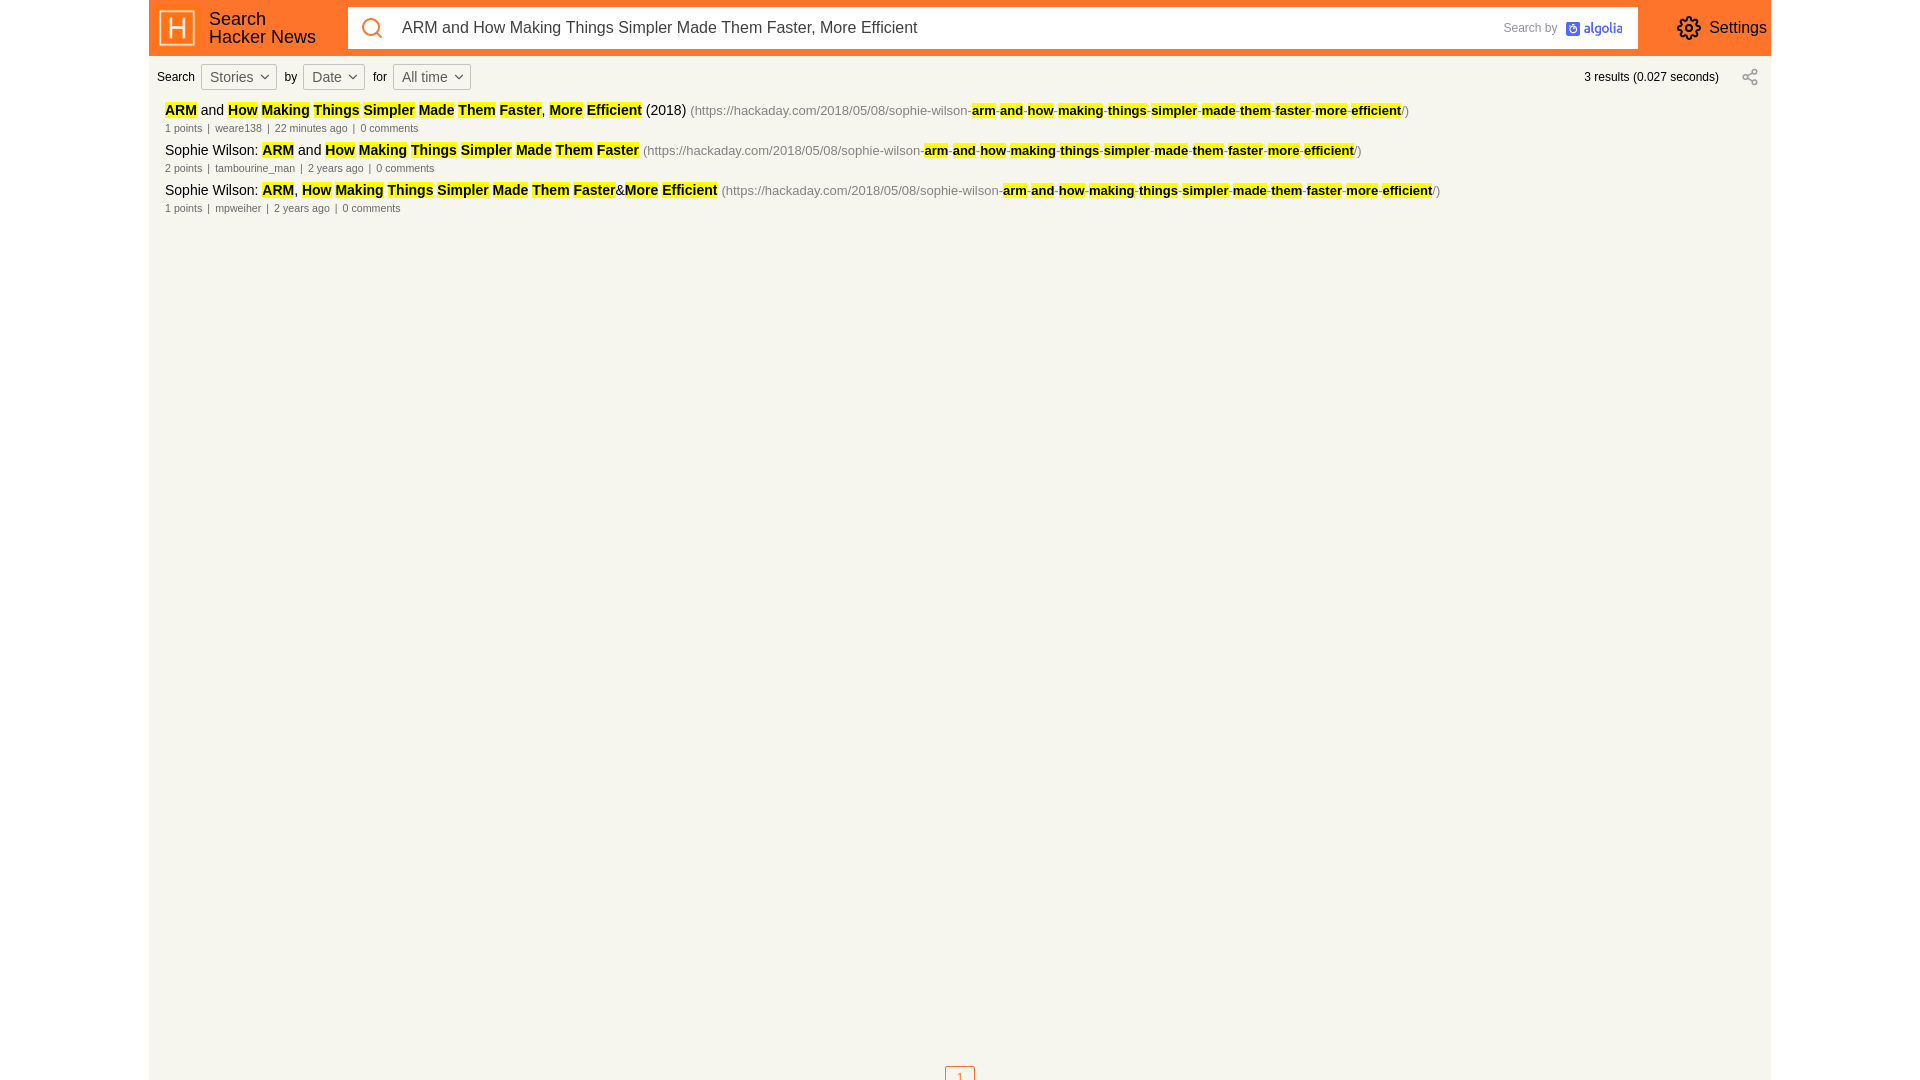 H
Search
Hacker News
ARM and How Making Things Simpler Made Them Faster, More Efficient
Search by algolia
Settings
Search Stories by Date for All time
3 results (0.027 seconds)
ARM and How Making Things Simpler Made Them Faster, More Efficient (2018) (https://hackaday.com/2018/05/08/sophie-wilson-arm-and-how-making-things-simpler-made-them-faster-more-efficient/)
1 points | weare138 | 22 minutes ago | 0 comments
Sophie Wilson: ARM and How Making Things Simpler Made Them Faster (https://hackaday.com/2018/05/08/sophie-wilson-arm-and-how-making-things-simpler-made-them-faster-more-efficient/)
2 points | tambourine_man | 2 years ago | 0 comments
Sophie Wilson: ARM, How Making Things Simpler Made Them Faster&More Efficient (https://hackaday.com/2018/05/08/sophie-wilson-arm-and-how-making-things-simpler-made-them-faster-more-efficient/)
1 points | mpweiher | 2 years ago | 0 comments
1